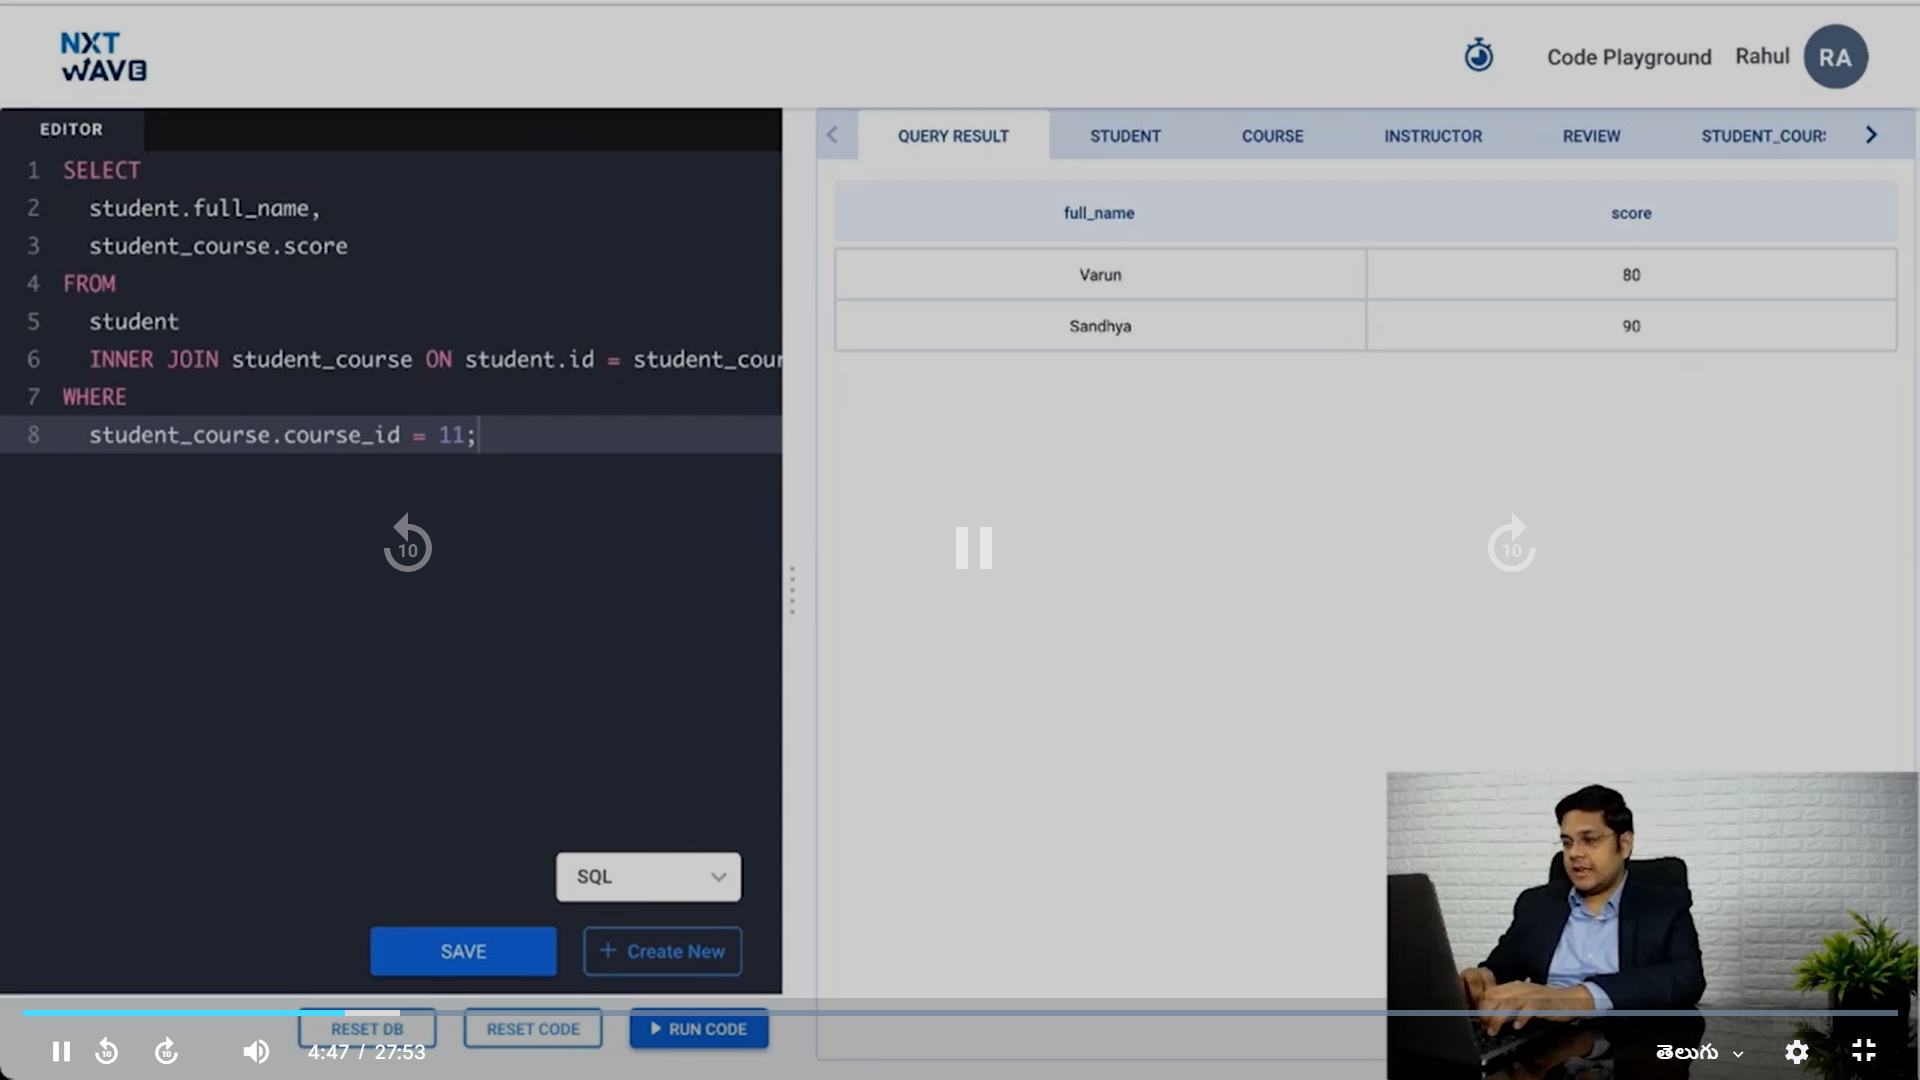 NXT
WAVE
Code Playground Rahul RA
EDITOR
1 SELECT
2 student.full_name,
3 student_course.score
4 FROM
5 student
6 INNER JOIN student_course ON student.id = student_cour
7 WHERE
8 student_course.course_id = 11;
QUERY RESULT STUDENT COURSE INSTRUCTOR REVIEW STUDENT_COUR
full_name score
Varun 80
Sandhya 90
10 10
SQL
SAVE + Create New
RESET DB RESET CODE RUN CODE
10 10 4:47 / 27:53 తెలుగు